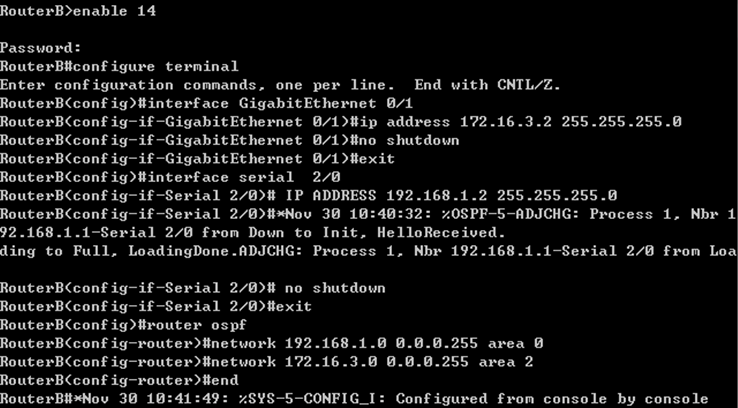 RouterB>enable 14
Password:
RouterB#configure terminal
Enter configuration commands, one per line.  End with CNTL/Z.
RouterB(config)#interface GigabitEthernet 0/1
RouterB(config-if-GigabitEthernet 0/1)#ip address 172.16.3.2 255.255.255.0
RouterB(config-if-GigabitEthernet 0/1)#no shutdown
RouterB(config-if-GigabitEthernet 0/1)#exit
RouterB(config)#interface serial  2/0
RouterB(config-if-Serial 2/0)# IP ADDRESS 192.168.1.2 255.255.255.0
RouterB(config-if-Serial 2/0)#*Nov 30 10:40:32: %OSPF-5-ADJCHG: Process 1, Nbr 1
92.168.1.1-Serial 2/0 from Down to Init, HelloReceived.
ding to Full, LoadingDone.ADJCHG: Process 1, Nbr 192.168.1.1-Serial 2/0 from Loa
RouterB(config-if-Serial 2/0)# no shutdown
RouterB(config-if-Serial 2/0)#exit
RouterB(config)#router ospf
RouterB(config-router)#network 192.168.1.0 0.0.0.255 area 0
RouterB(config-router)#network 172.16.3.0 0.0.0.255 area 2
RouterB(config-router)#end
RouterB#*Nov 30 10:41:49: %SYS-5-CONFIG_I: Configured from console by console